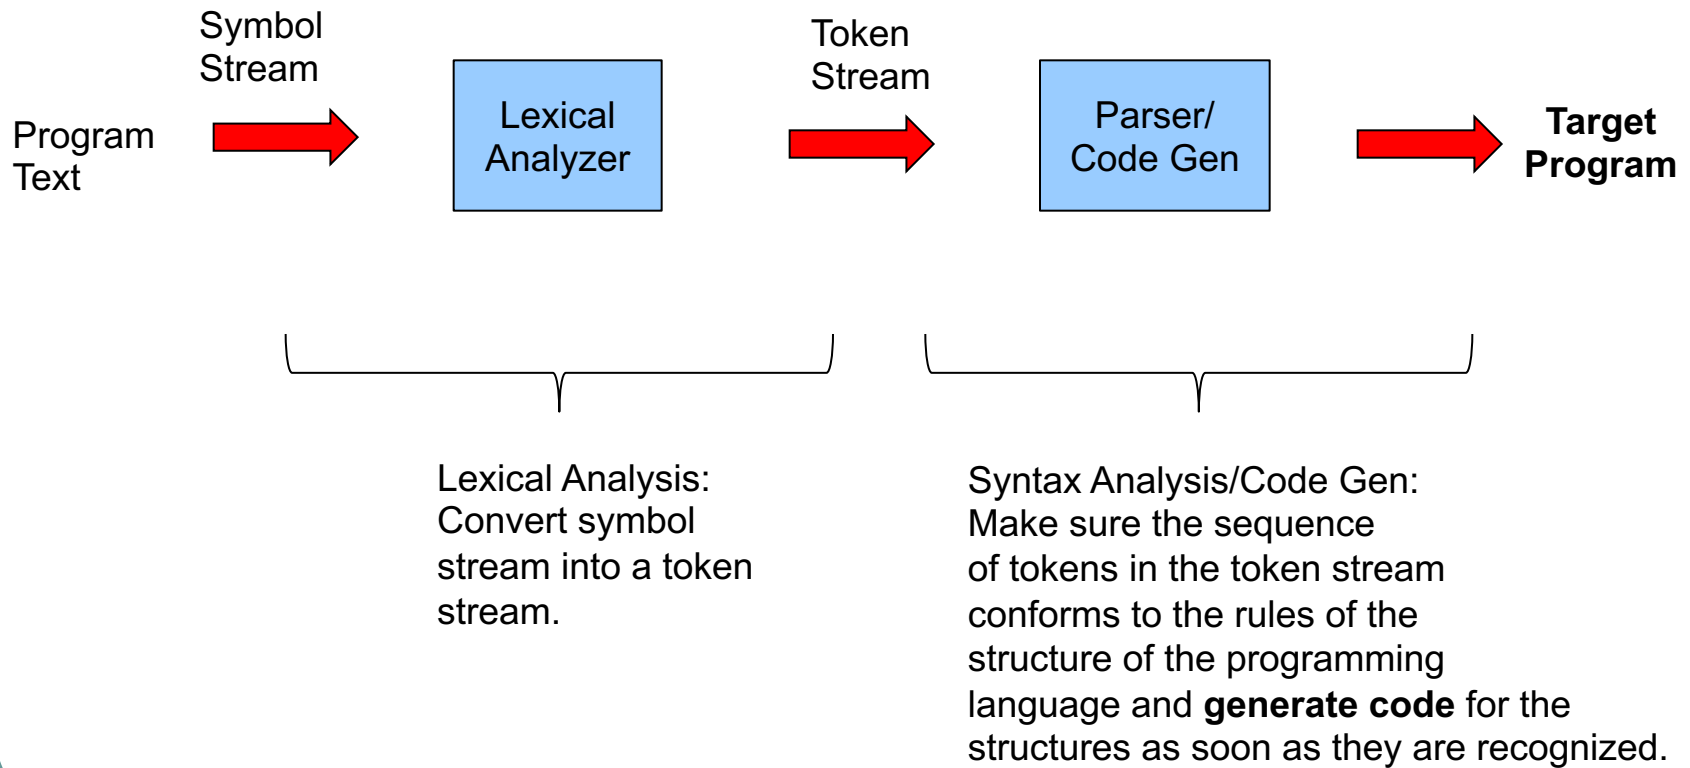 Symbol
Stream
Token
Stream
Program
Text
Lexical
Analyzer
Parser/
Code Gen
Target
Program
Lexical Analysis:
Convert symbol
stream into a token
stream.
Syntax Analysis/Code Gen:
Make sure the sequence
of tokens in the token stream
conforms to the rules of the
structure of the programming
language and generate code for the
structures as soon as they are recognized.